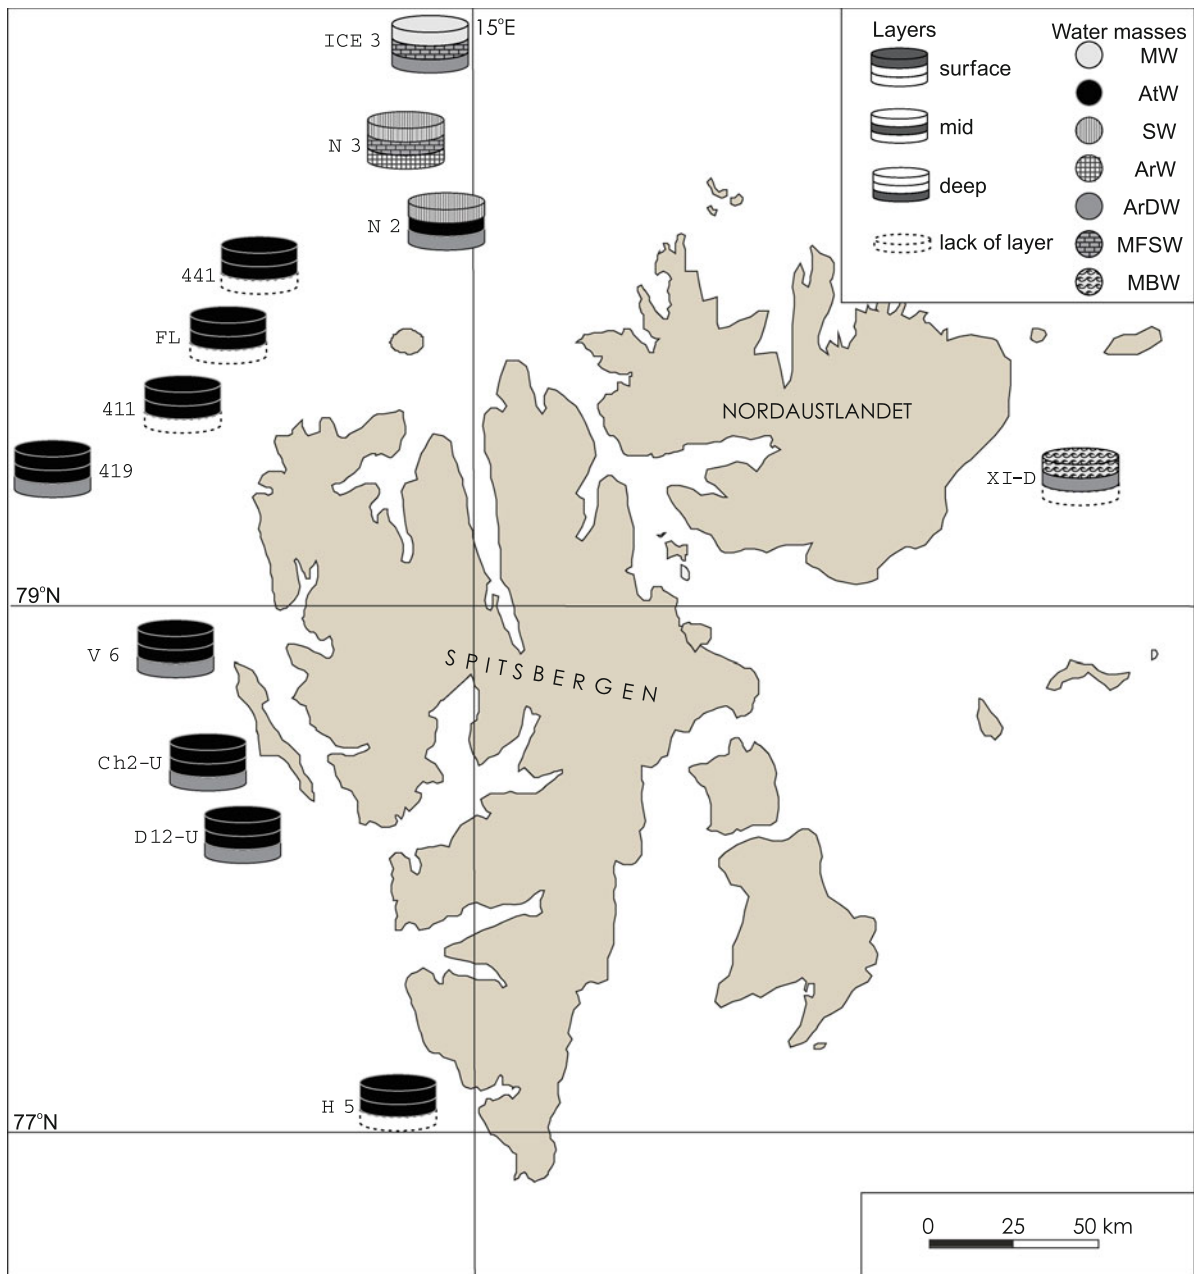 15°E
ICE 3
N 3
N 2
441
FL
411
419
79°N
V 6
Ch2-U
D12-U
H 5
77°N
NORDAUSTLANDET
XI-D
SPITSBERGEN
D
Layers
surface
mid
deep
lack of layer
Water masses
MW
AtW
SW
ArW
ArDW
MFSW
MBW
0 25 50 km